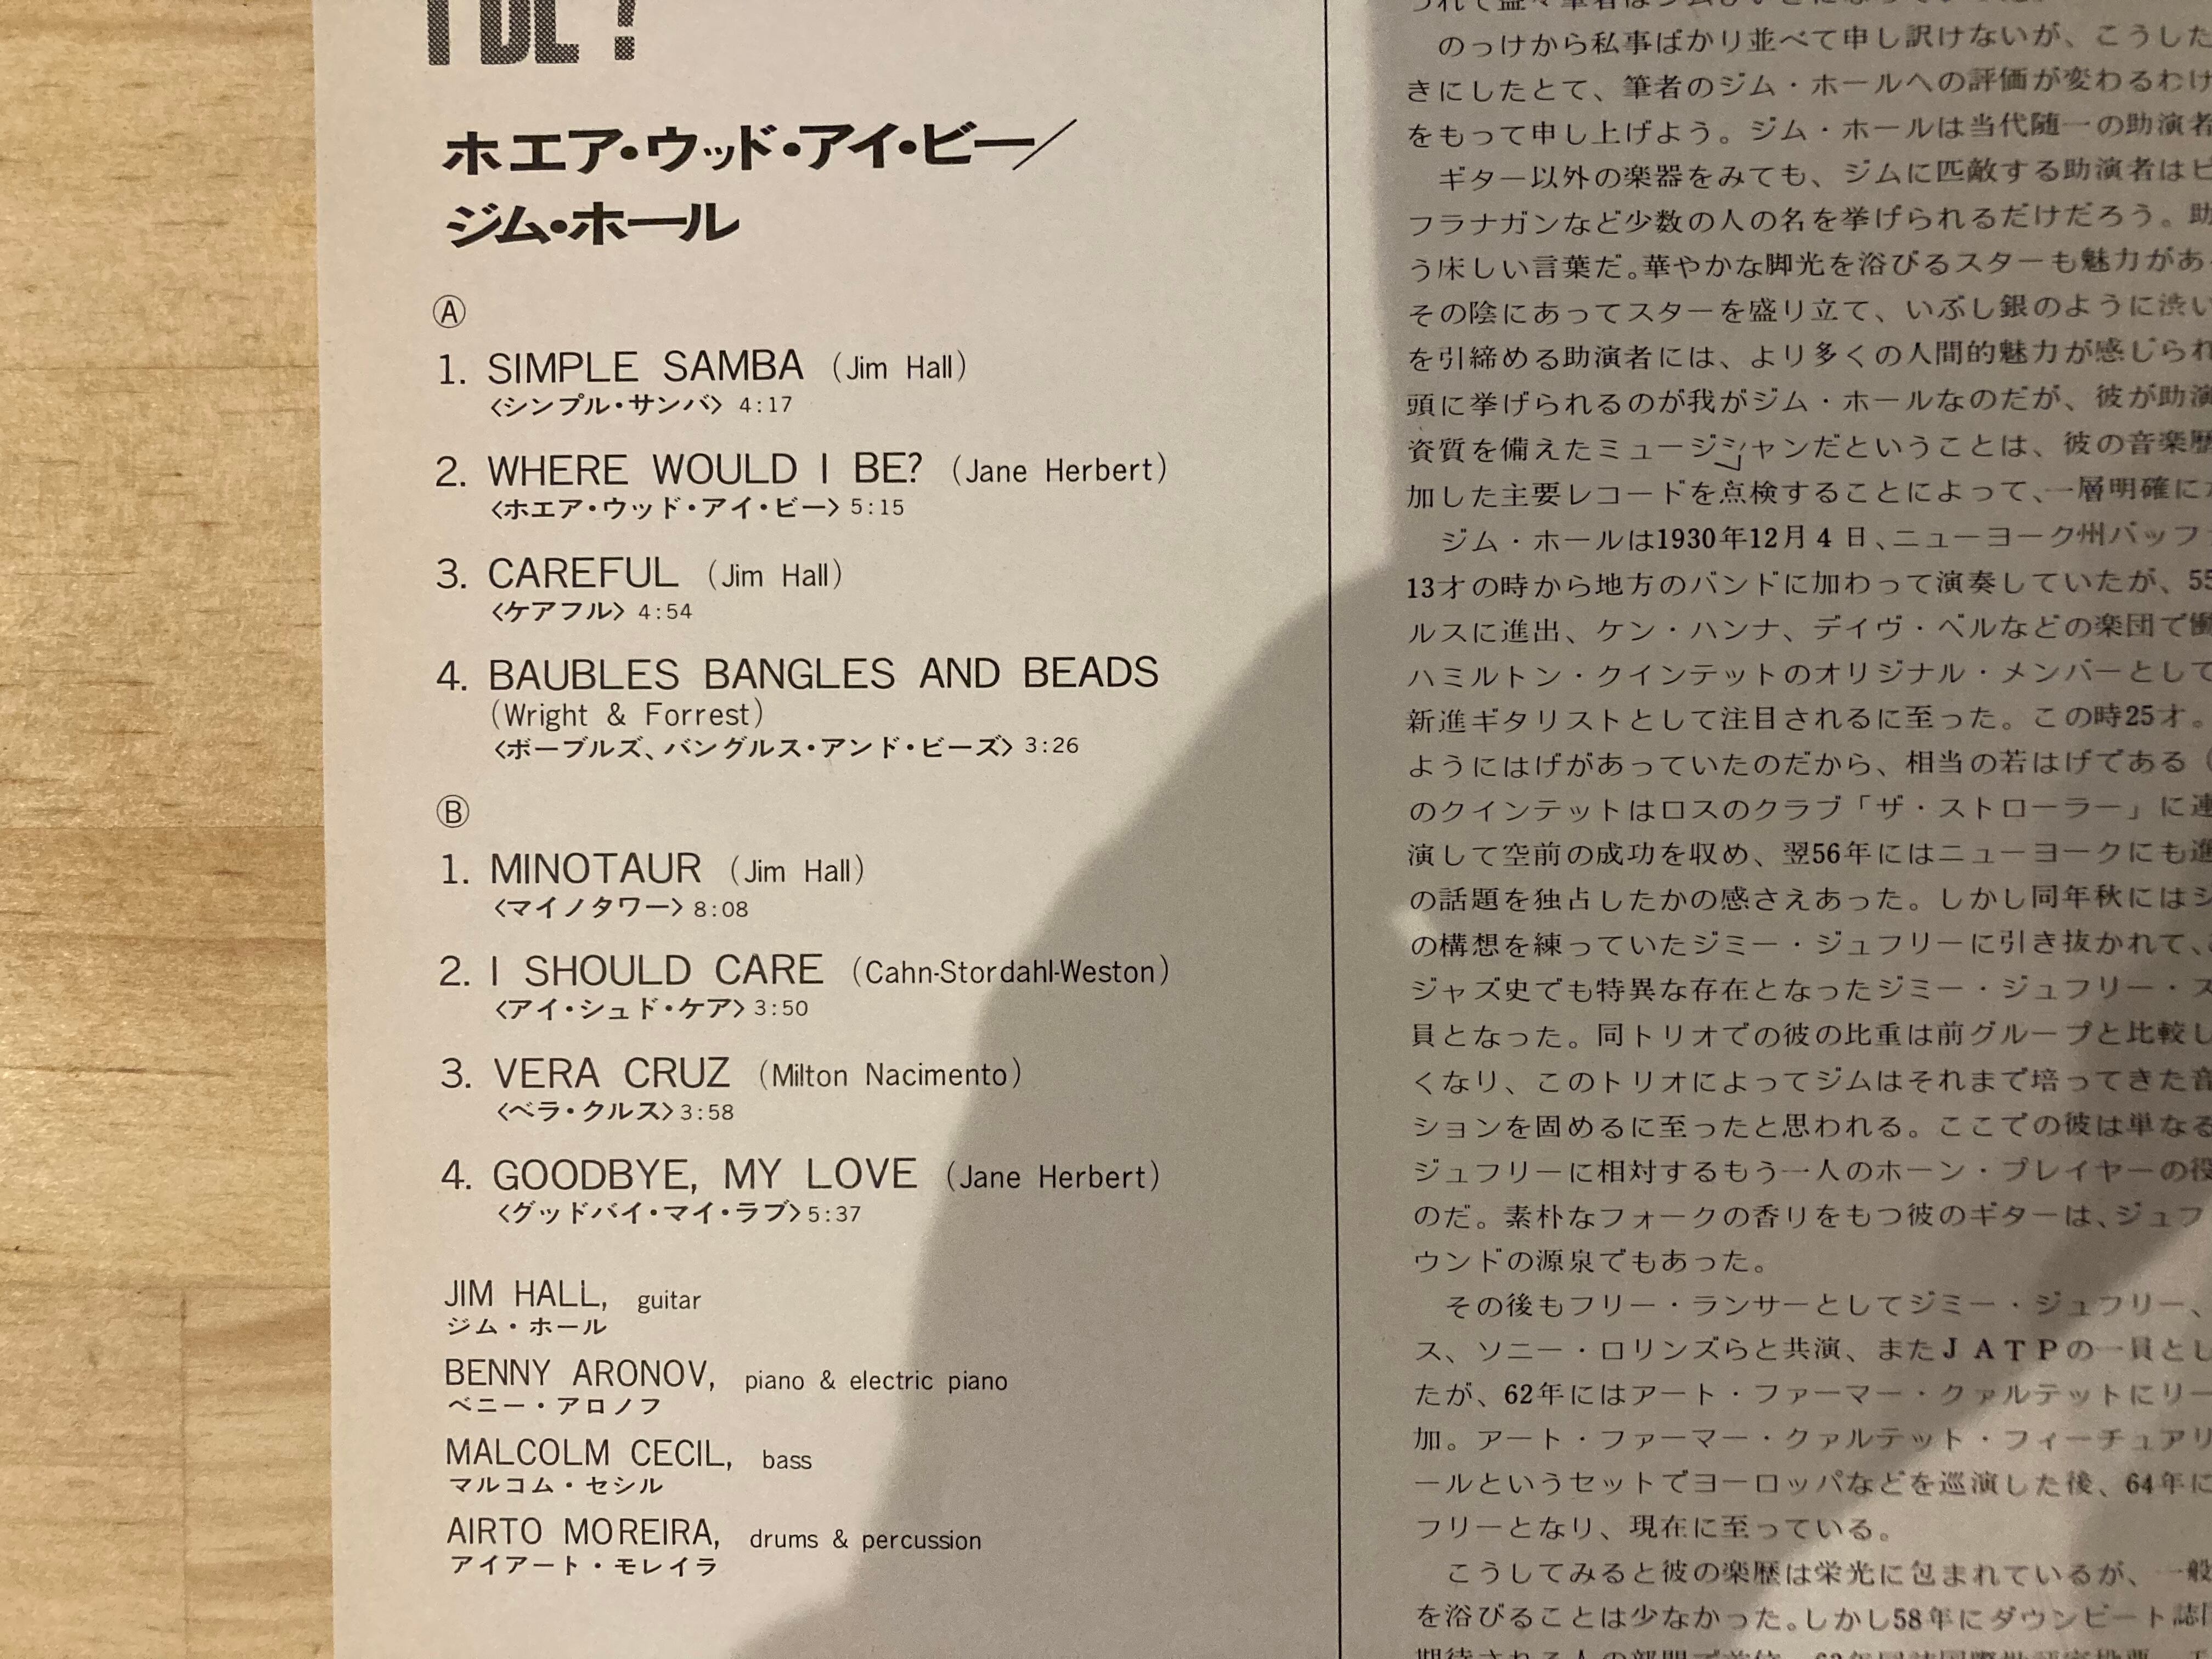 I BE ?
ホエア・ウッド・アイ・ビー／
ジム・ホール
Ⓐ
1. SIMPLE SAMBA (Jim Hall)
〈シンプル・サンバ〉 4:17
2. WHERE WOULD I BE? (Jane Herbert)
〈ホエア・ウッド・アイ・ビー〉 5:15
3. CAREFUL (Jim Hall)
〈ケアフル〉 4:54
4. BAUBLES BANGLES AND BEADS
(Wright & Forrest)
〈ボーブルズ、バングルス・アンド・ビーズ〉 3:26
Ⓑ
1. MINOTAUR (Jim Hall)
〈マイノタワー〉 8:08
2. I SHOULD CARE (Cahn-Stordahl-Weston)
〈アイ・シュド・ケア〉 3:50
3. VERA CRUZ (Milton Nacimento)
〈ベラ・クルス〉 3:58
4. GOODBYE, MY LOVE (Jane Herbert)
〈グッドバイ・マイ・ラブ〉 5:37
JIM HALL, guitar
ジム・ホール
BENNY ARONOV, piano & electric piano
ベニー・アロノフ
MALCOLM CECIL, bass
マルコム・セシル
AIRTO MOREIRA, drums & percussion
アイアート・モレイラ
のっけから私事ばかり並べて申し訳けないが、こうした
きにしたとて、筆者のジム・ホールへの評価が変わるわけ
をもって申し上げよう。ジム・ホールは当代随一の助演者
ギター以外の楽器をみても、ジムに匹敵する助演者はビ
フラナガンなど少数の人の名を挙げられるだけだろう。助
う床しい言葉だ。華やかな脚光を浴びるスターも魅力があ
その陰にあってスターを盛り立て、いぶし銀のように渋い
を引締める助演者には、より多くの人間的魅力が感じられ
頭に挙げられるのが我がジム・ホールなのだが、彼が助演
資質を備えたミュージシャンだということは、彼の音楽歴
加した主要レコードを点検することによって、一層明確に
ジム・ホールは1930年12月4日、ニューヨーク州バッフ
13才の時から地方のバンドに加わって演奏していたが、55
ルスに進出、ケン・ハンナ、デイヴ・ペルなどの楽団で働
ハミルトン・クインテットのオリジナル・メンバーとして
新進ギタリストとして注目されるに至った。この時25才。
ようにはげがあっていたのだから、相当の若はげである（
のクインテットはロスのクラブ「ザ・ストローラー」に連
演して空前の成功を収め、翌56年にはニューヨークにも進
の話題を独占したかの感さえあった。しかし同年秋にはジ
の構想を練っていたジミー・ジュフリーに引き抜かれて、
ジャズ史でも特異な存在となったジミー・ジュフリー・ス
員となった。同トリオでの彼の比重は前グループと比較し
くなり、このトリオによってジムはそれまで培ってきた音
ションを固めるに至ったと思われる。ここでの彼は単なる
ジュフリーに相対するもう一人のホーン・プレイヤーの役
のだ。素朴なフォークの香りをもつ彼のギターは、ジュフ
ウンドの源泉でもあった。
その後もフリー・ランサーとしてジミー・ジュフリー、
ス、ソニー・ロリンズらと共演、またJATPの一員とし
たが、62年にはアート・ファーマー・クァルテットにリー
加。アート・ファーマー・クァルテット・フィーチュアリ
ールというセットでヨーロッパなどを巡演した後、64年に
フリーとなり、現在に至っている。
こうしてみると彼の楽歴は栄光に包まれているが、一般
を浴びることは少なかった。しかし58年にダウンビート誌